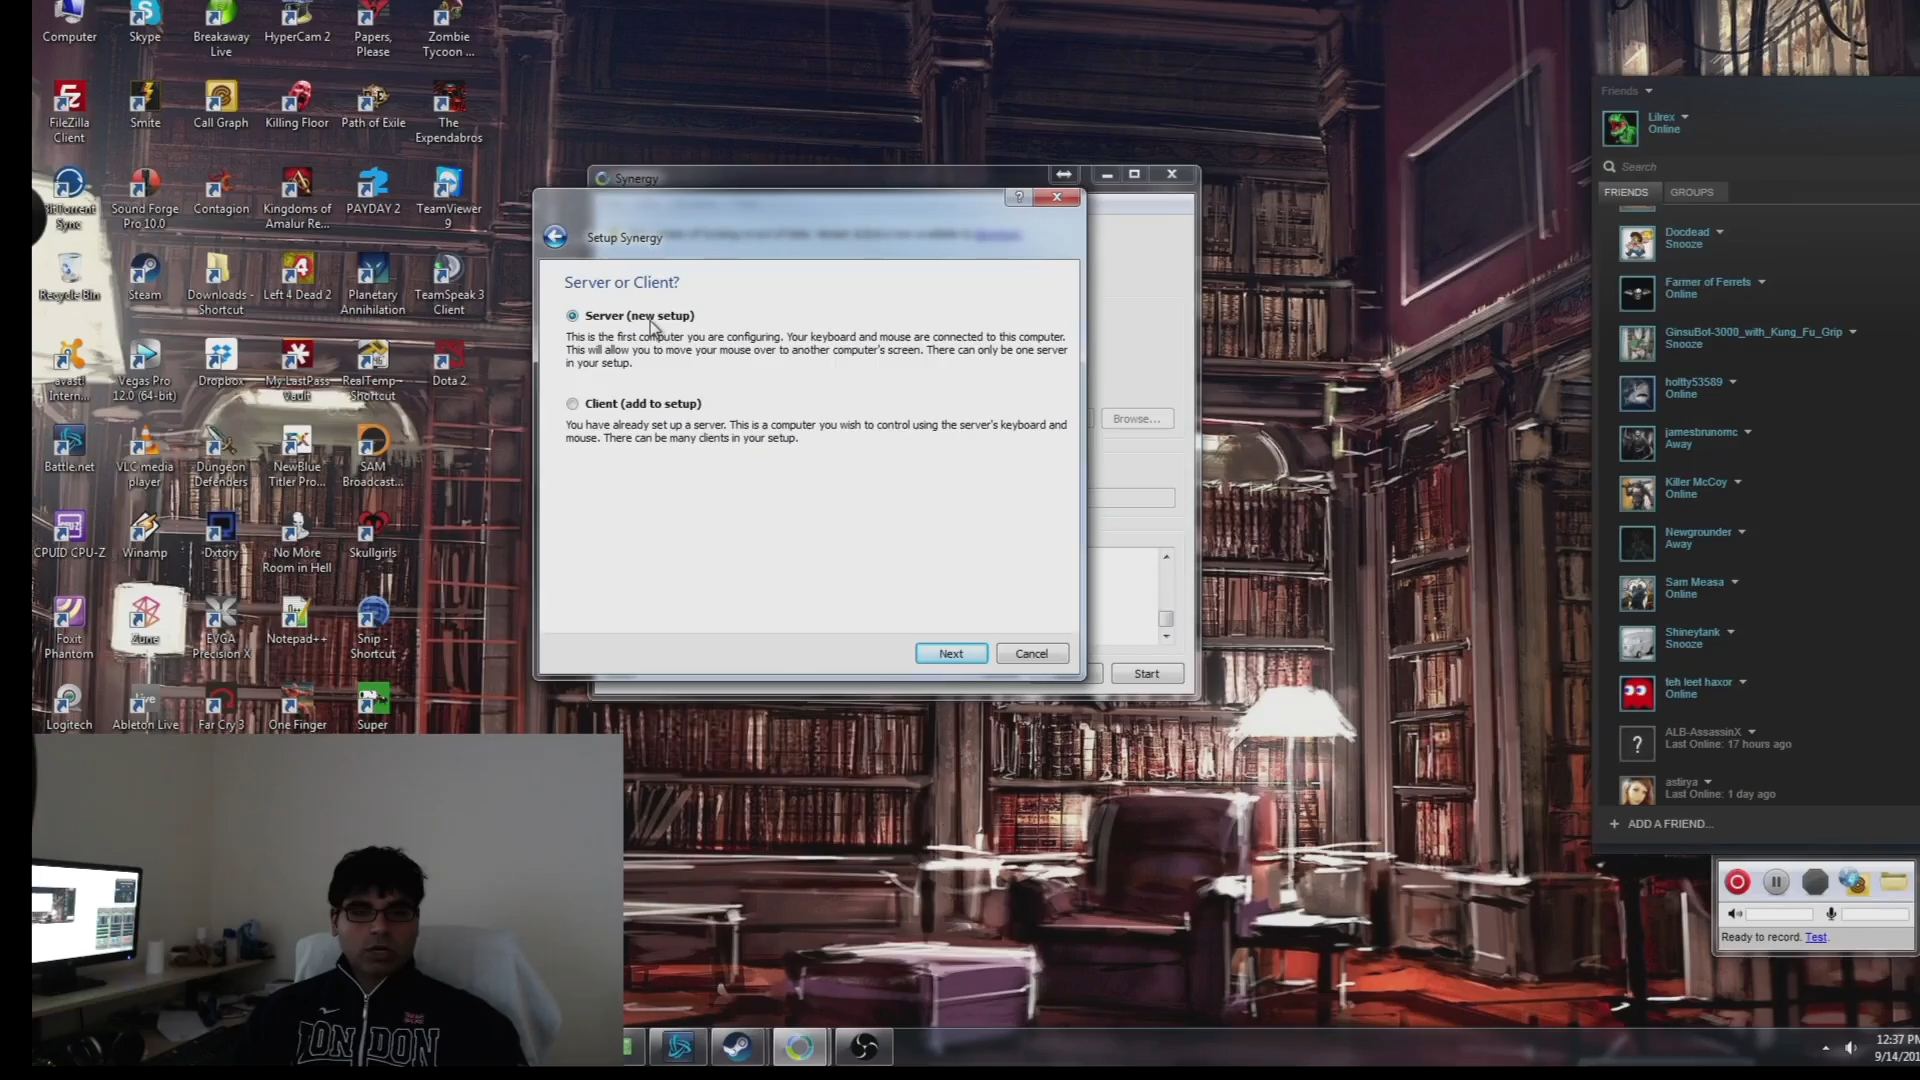 Computer
Skype
Breakaway
Live
HyperCam 2
Papers,
Please
Zombie
Tycoon ...
FileZilla
Client
Smite
Call Graph
Killing Floor
Path of Exile
The
Expendabros
BitTorrent
Sync
Sound Forge
Pro 10.0
Contagion
Kingdoms of
Amalur Re...
PAYDAY 2
TeamViewer
9
Recycle Bin
Steam
Downloads -
Shortcut
Left 4 Dead 2
Planetary
Annihilation
TeamSpeak 3
Client
avast!
Intern...
Vegas Pro
12.0 (64-bit)
Dropbox
My LastPass
Vault
RealTemp -
Shortcut
Dota 2
Battle.net
VLC media
player
Dungeon
Defenders
NewBlue
Titler Pro...
SAM
Broadcast...
CPUID CPU-Z
Winamp
Dxtory
No More
Room in Hell
Skullgirls
Foxit
Phantom
Zune
EVGA
Precision X
Notepad++
Snip -
Shortcut
Logitech
Ableton Live
Far Cry 3
One Finger
Super
Synergy
Setup Synergy
Server or Client?
Server (new setup)
This is the first computer you are configuring. Your keyboard and mouse are connected to this computer.
This will allow you to move your mouse over to another computer's screen. There can only be one server
in your setup.
Client (add to setup)
You have already set up a server. This is a computer you wish to control using the server's keyboard and
mouse. There can be many clients in your setup.
Next
Cancel
Browse...
Start
Friends
Lilrex
Online
Search
FRIENDS
GROUPS
Docdead
Snooze
Farmer of Ferrets
Online
GinsuBot-3000_with_Kung_Fu_Grip
Snooze
holtty53589
Online
jamesbrunomc
Away
Killer McCoy
Online
Newgrounder
Away
Sam Measa
Online
Shineytank
Snooze
teh leet haxor
Online
ALB-AssassinX
Last Online: 17 hours ago
astirya
Last Online: 1 day ago
+ ADD A FRIEND...
Ready to record. Test.
LONDON
12:37 PM
9/14/201